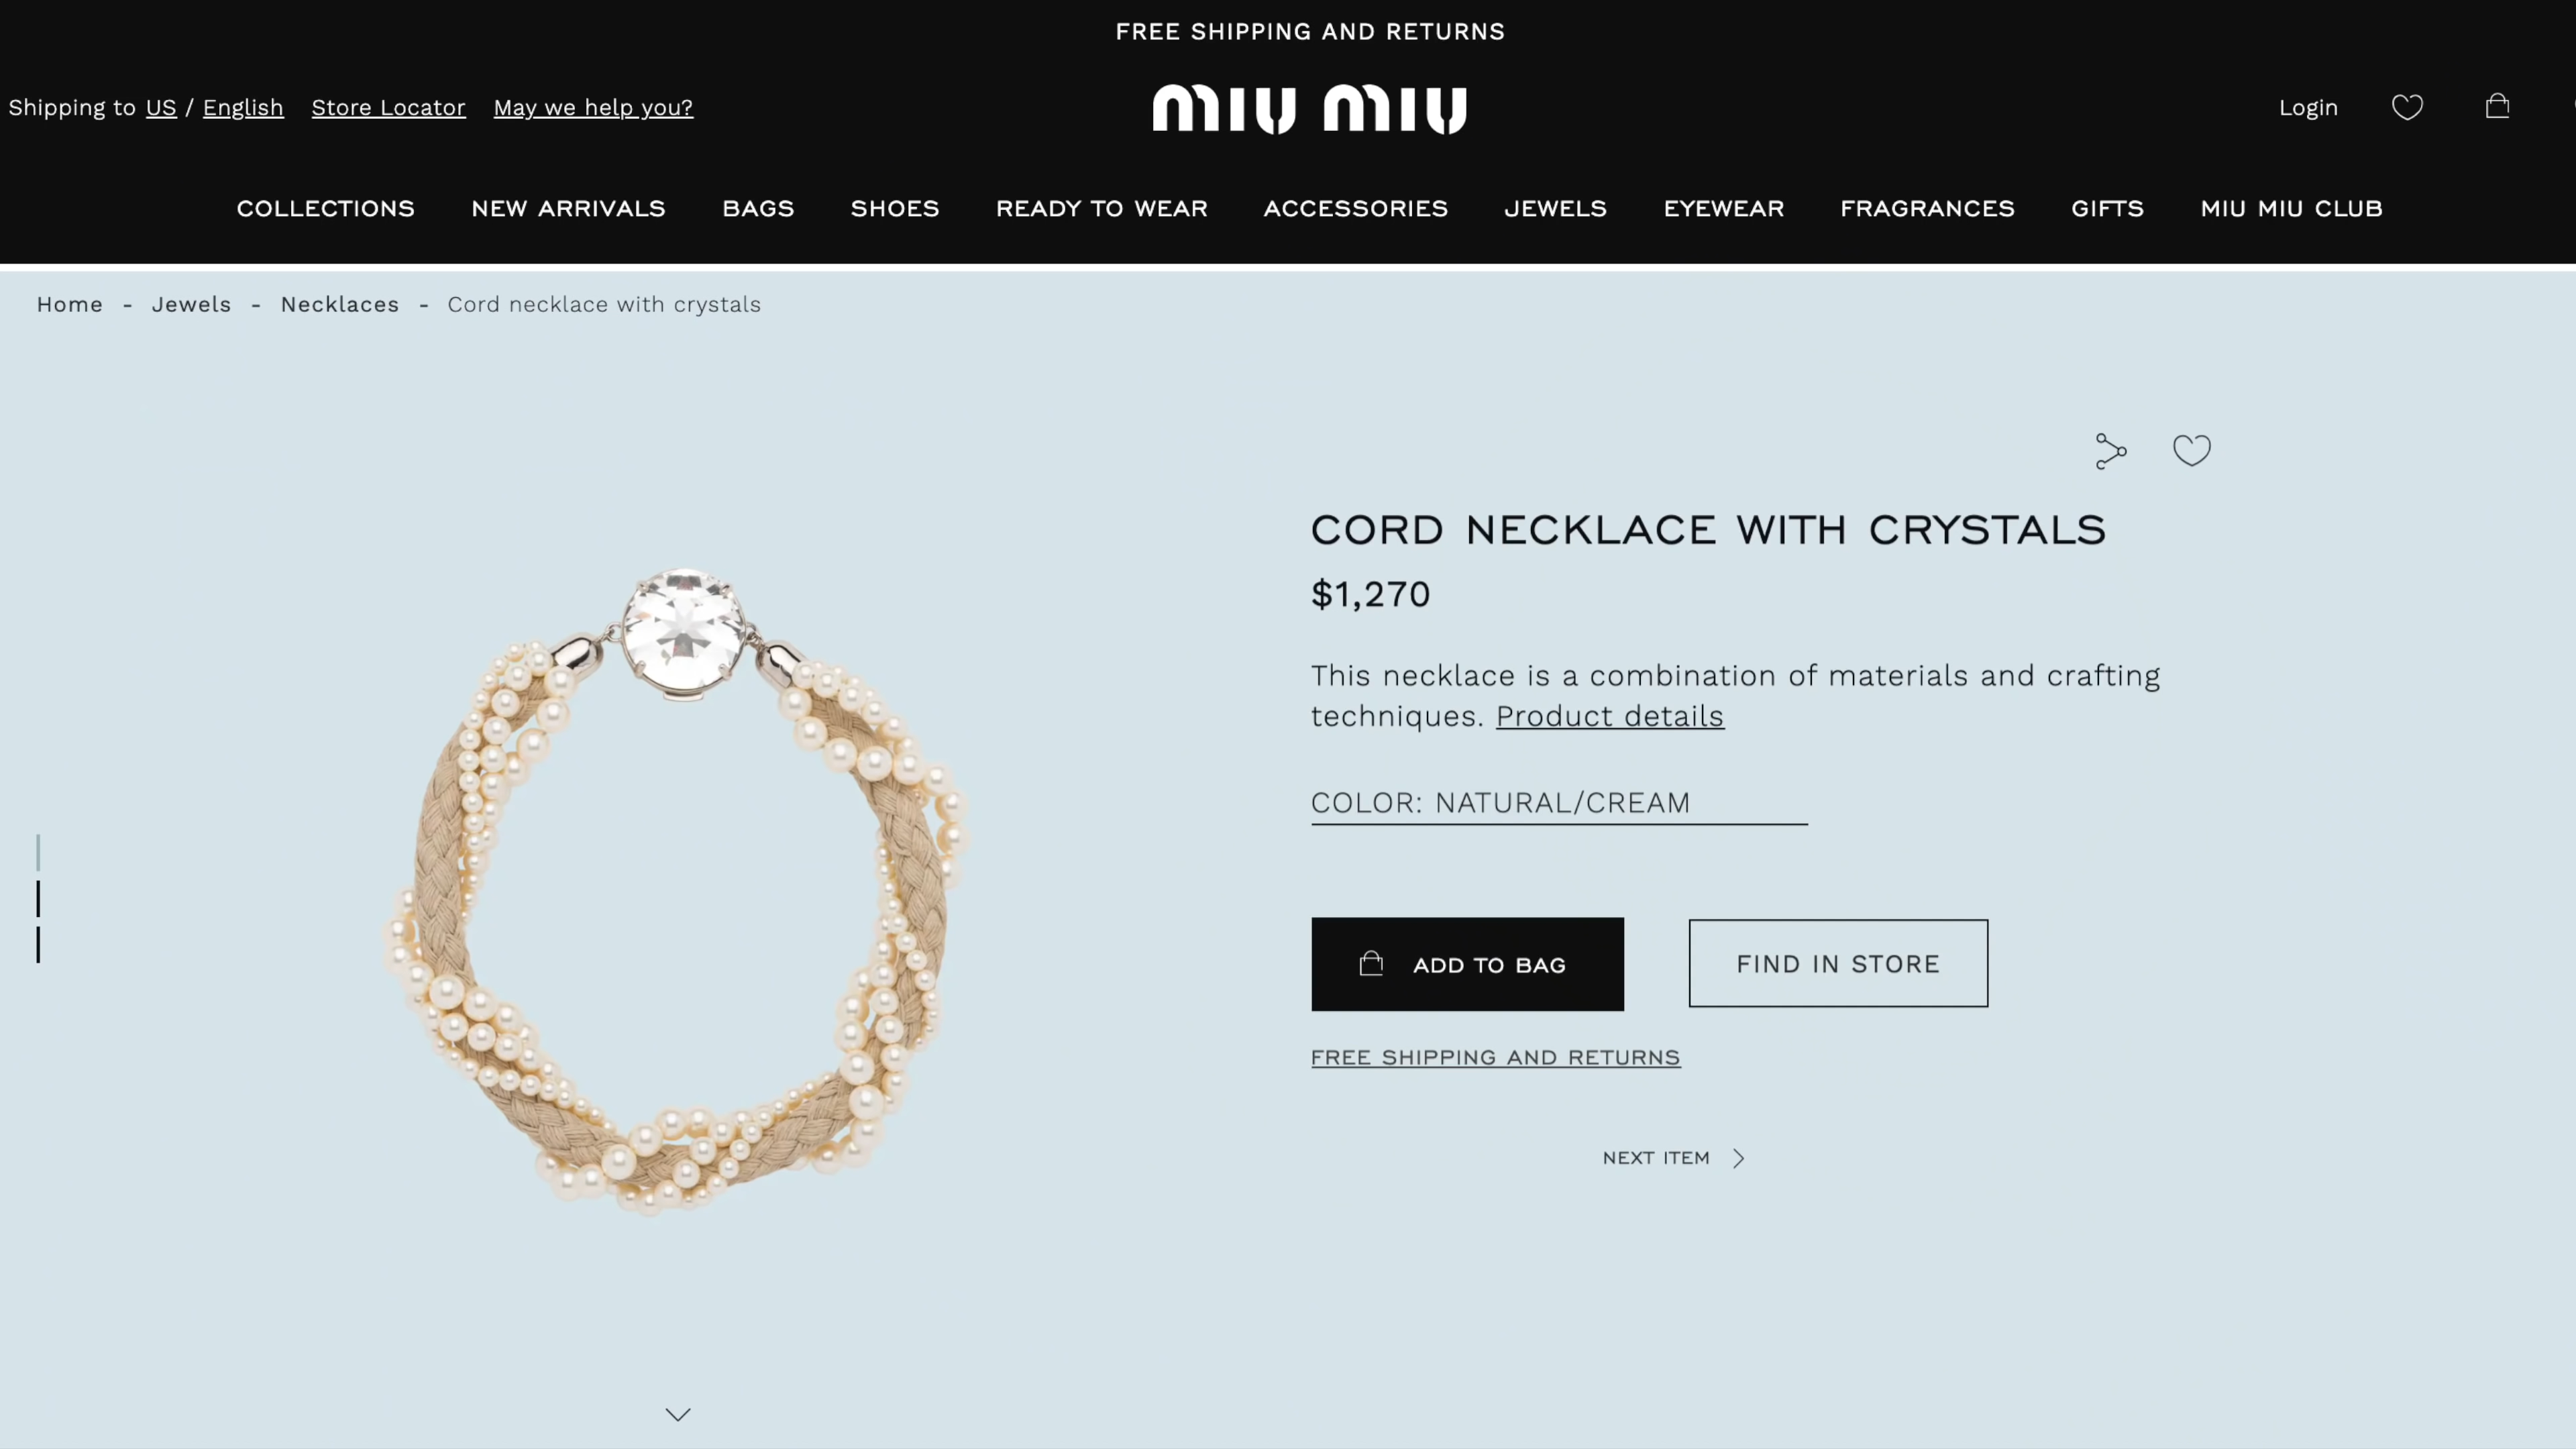 FREE SHIPPING AND RETURNS
Shipping to US / English Store Locator May we help you?
miu miu
Login
COLLECTIONS NEW ARRIVALS BAGS SHOES READY TO WEAR ACCESSORIES JEWELS EYEWEAR FRAGRANCES GIFTS MIU MIU CLUB
Home - Jewels - Necklaces - Cord necklace with crystals
CORD NECKLACE WITH CRYSTALS
$1,270
This necklace is a combination of materials and crafting
techniques. Product details
COLOR: NATURAL/CREAM
ADD TO BAG
FIND IN STORE
FREE SHIPPING AND RETURNS
NEXT ITEM